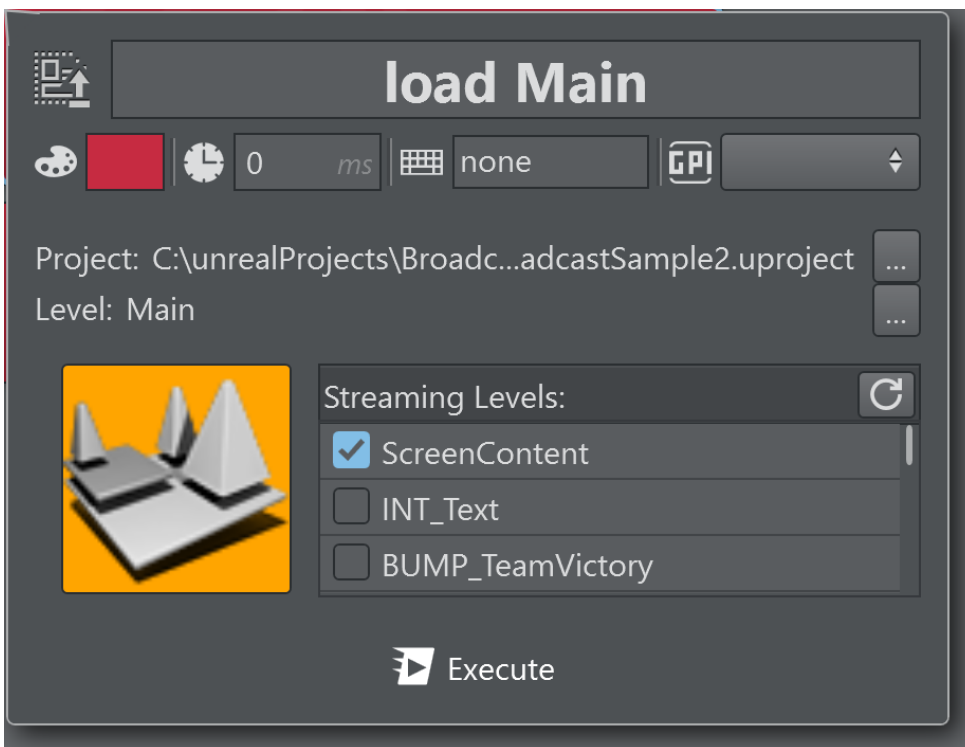 load Main
0 ms none GPI
Project: C:\unrealProjects\Broadc...adcastSample2.uproject ...
Level: Main ...
Streaming Levels:
ScreenContent
INT_Text
BUMP_TeamVictory
Execute